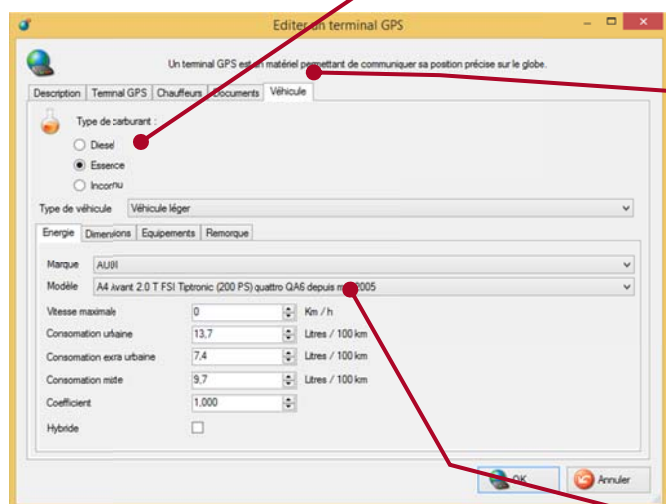 Editer un terminal GPS
Un terminal GPS est un matériel permettant de communiquer sa position précise sur le globe.
Description Terminal GPS Chauffeurs Documents Véhicule
Type de carburant :
Diesel
Essence
Inconnu
Type de véhicule Véhicule léger
Energie Dimensions Equipements Remorque
Marque AUDI
Modèle A4 Avant 2.0 T FSI Tiptronic (200 PS) quattro QA6 depuis 2005
Vitesse maximale 0 Km / h
Consomation urbaine 13,7 Litres / 100 km
Consomation exra urbaine 7,4 Litres / 100 km
Consomation mixte 9,7 Litres / 100 km
Coefficient 1,000
Hybride
OK Annuler